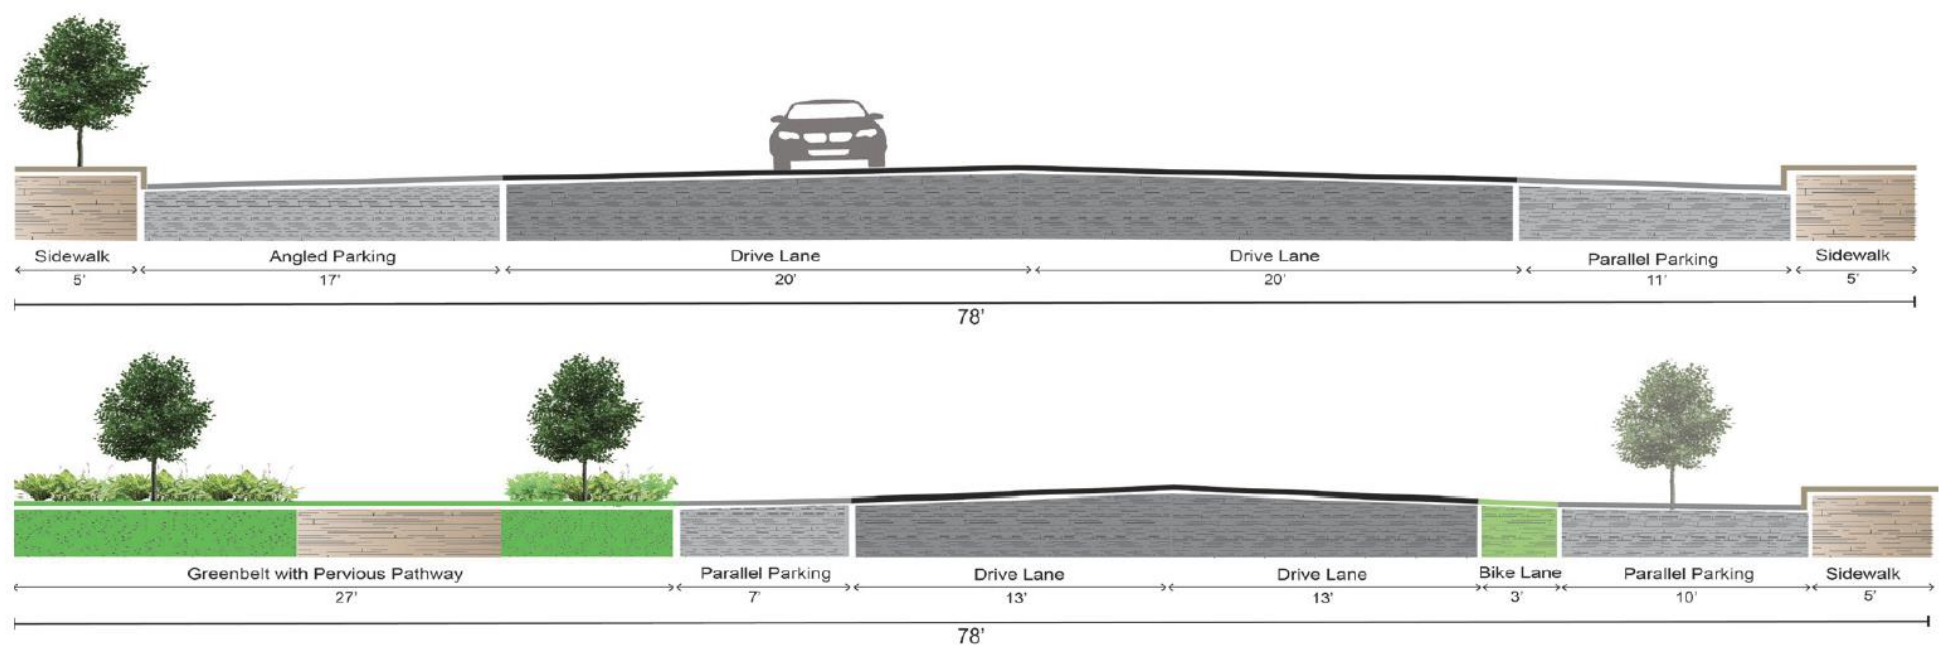 Sidewalk Angled Parking Drive Lane Drive Lane Parallel Parking Sidewalk
5' 17' 20' 20' 11' 5'
78'
Greenbelt with Pervious Pathway Parallel Parking Drive Lane Drive Lane Bike Lane Parallel Parking Sidewalk
27' 7' 13' 13' 3' 10' 5'
78'